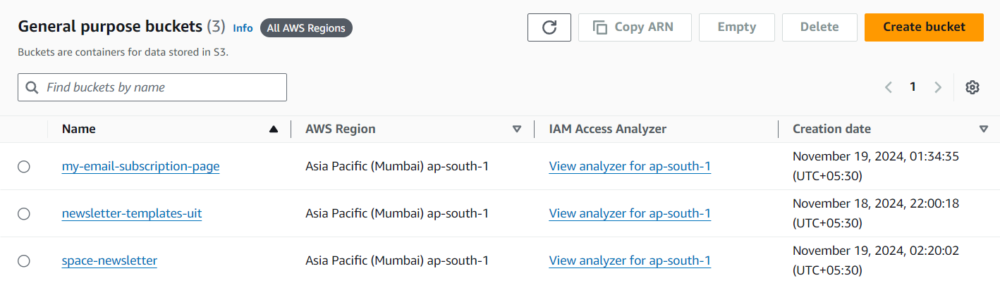 General purpose buckets (3) Info All AWS Regions Copy ARN Empty Delete Create bucket
Buckets are containers for data stored in S3.
Find buckets by name 1
Name AWS Region IAM Access Analyzer Creation date
my-email-subscription-page Asia Pacific (Mumbai) ap-south-1 View analyzer for ap-south-1 November 19, 2024, 01:34:35
(UTC+05:30)
newsletter-templates-uit Asia Pacific (Mumbai) ap-south-1 View analyzer for ap-south-1 November 18, 2024, 22:00:18
(UTC+05:30)
space-newsletter Asia Pacific (Mumbai) ap-south-1 View analyzer for ap-south-1 November 19, 2024, 02:20:02
(UTC+05:30)